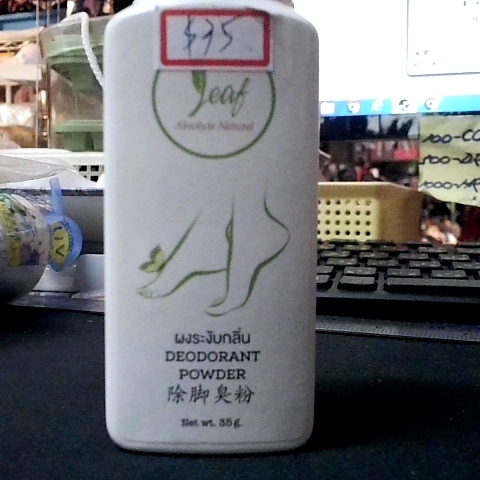 $35
Leaf
Absolute Natural
ผงระงับกลิ่น
DEODORANT
POWDER
除脚臭粉
Net wt. 35g.